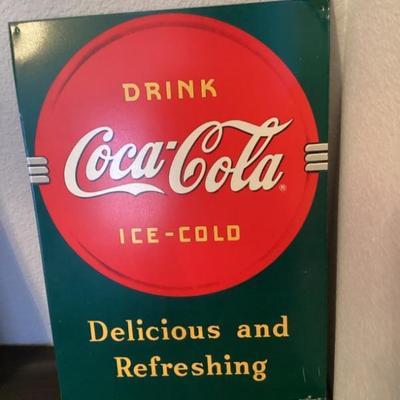 DRINK
Coca-Cola®
ICE-COLD
Delicious and
Refreshing